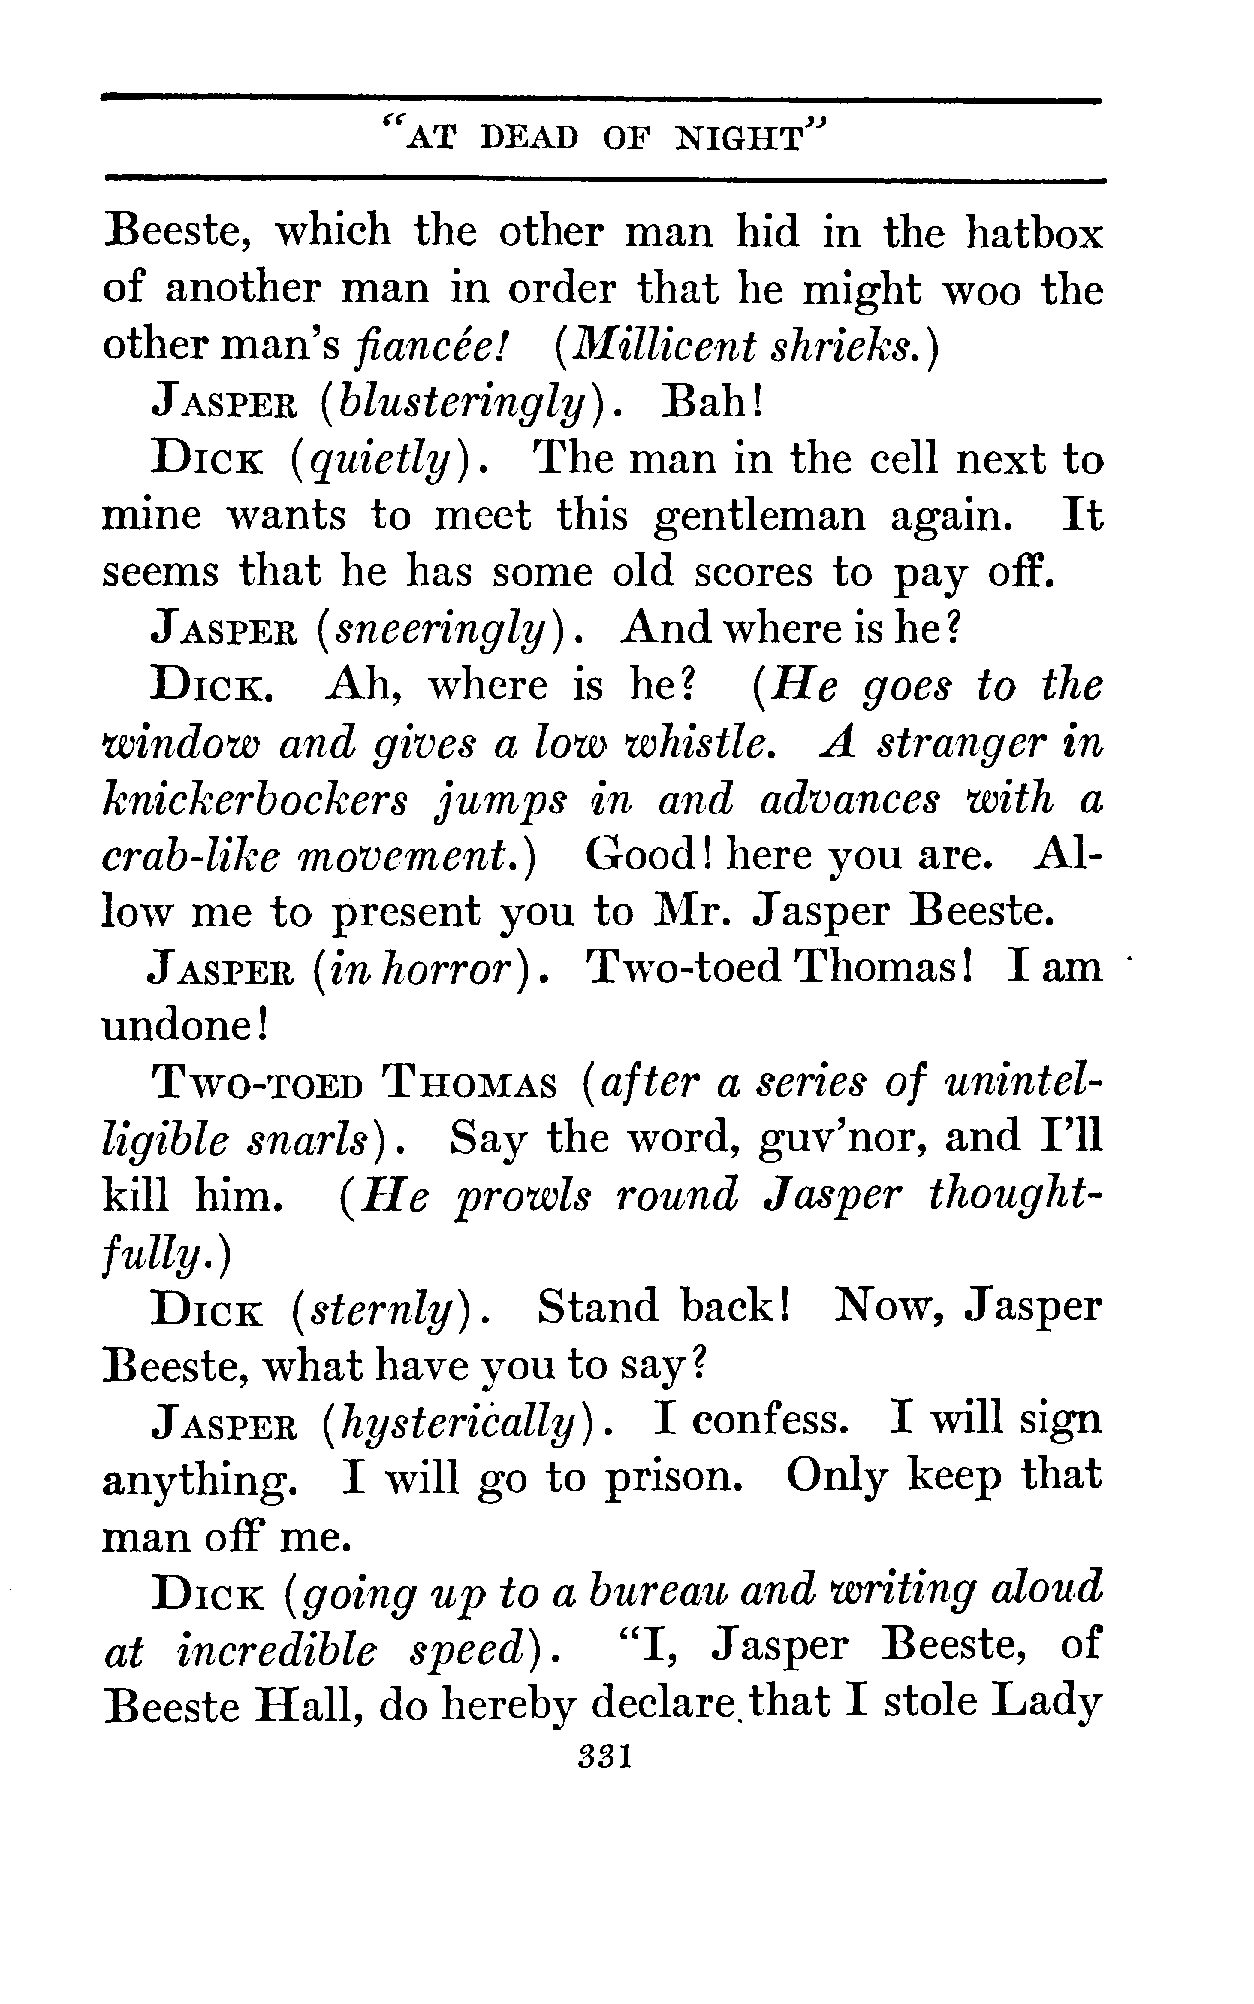 "AT DEAD OF NIGHT"
Beeste, which the other man hid in the hatbox
of another man in order that he might woo the
other man's fiancée! (Millicent shrieks.)
JASPER (blusteringly). Bah!
DICK (quietly). The man in the cell next to
mine wants to meet this gentleman again. It
seems that he has some old scores to pay off.
JASPER (sneeringly). And where is he?
DICK. Ah, where is he? (He goes to the
window and gives a low whistle. A stranger in
knickerbockers jumps in and advances with a
crab-like movement.) Good! here you are. Al-
low me to present you to Mr. Jasper Beeste.
JASPER (in horror). Two-toed Thomas! I am
undone!
TWO-TOED THOMAS (after a series of unintel-
ligible snarls). Say the word, guv'nor, and I'll
kill him. (He prowls round Jasper thought-
fully.)
DICK (sternly). Stand back! Now, Jasper
Beeste, what have you to say?
JASPER (hysterically). I confess. I will sign
anything. I will go to prison. Only keep that
man off me.
DICK (going up to a bureau and writing aloud
at incredible speed). "I, Jasper Beeste, of
Beeste Hall, do hereby declare that I stole Lady
331